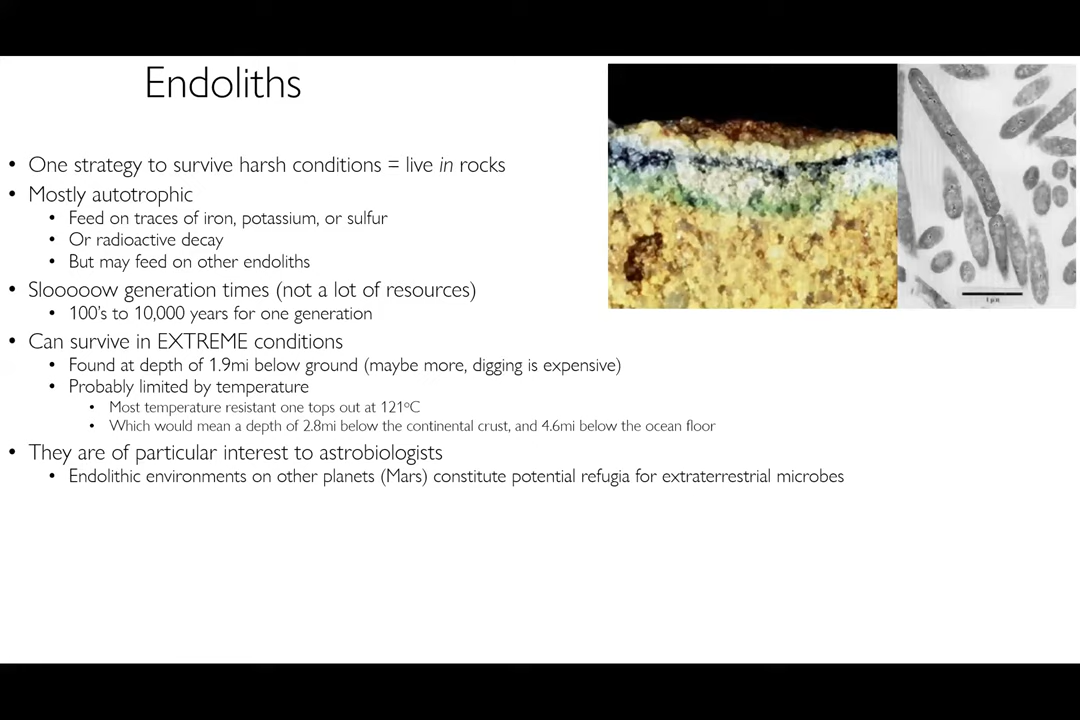 Endoliths
• One strategy to survive harsh conditions = live in rocks
• Mostly autotrophic
• Feed on traces of iron, potassium, or sulfur
• Or radioactive decay
• But may feed on other endoliths
• Slooooow generation times (not a lot of resources)
• 100's to 10,000 years for one generation
• Can survive in EXTREME conditions
• Found at depth of 1.9mi below ground (maybe more, digging is expensive)
• Probably limited by temperature
• Most temperature resistant one tops out at 121°C
• Which would mean a depth of 2.8mi below the continental crust, and 4.6mi below the ocean floor
• They are of particular interest to astrobiologists
• Endolithic environments on other planets (Mars) constitute potential refugia for extraterrestrial microbes
1 µm